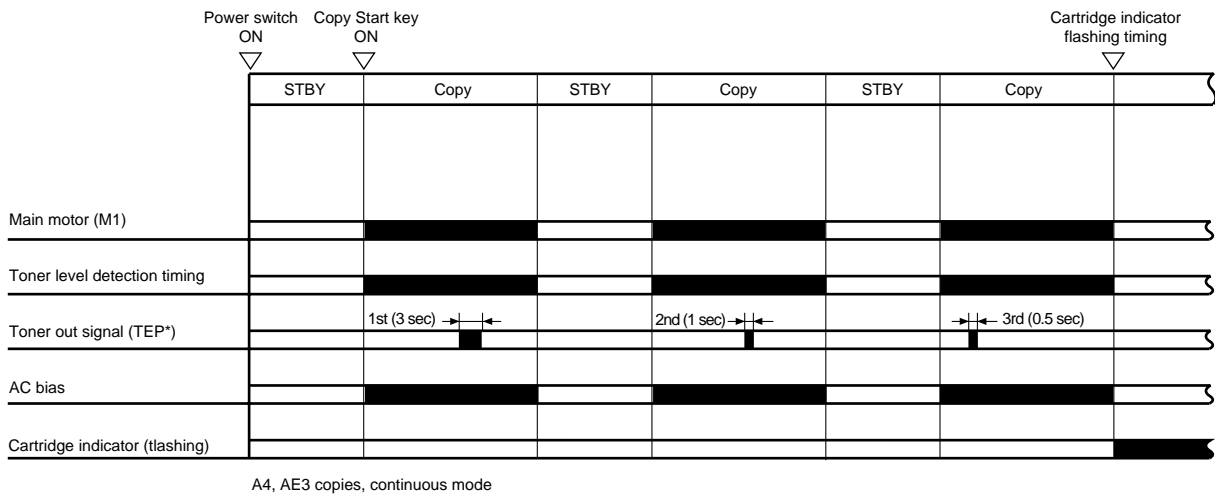 Power switch
ON
Copy Start key
ON
Cartridge indicator
flashing timing
STBY
Copy
STBY
Copy
STBY
Copy
Main motor (M1)
Toner level detection timing
Toner out signal (TEP*)
1st (3 sec)
2nd (1 sec)
3rd (0.5 sec)
AC bias
Cartridge indicator (tlashing)
A4, AE3 copies, continuous mode